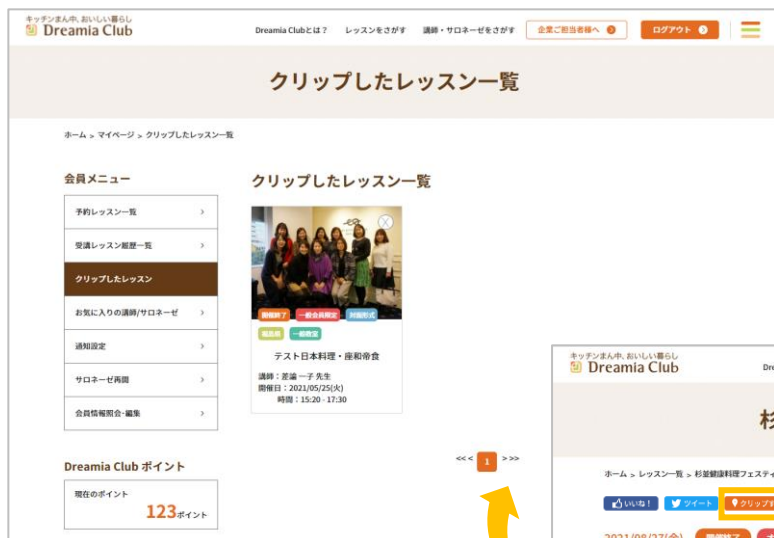 キッチンまん中、おいしい暮らし
Dreamia Club
Dreamia Clubとは？ レッスンをさがす 講師・サロネーゼをさがす 企業ご担当者様へ ログアウト
クリップしたレッスン一覧
ホーム > マイページ > クリップしたレッスン一覧
会員メニュー
予約レッスン一覧
受講レッスン履歴一覧
クリップしたレッスン
お気に入りの講師/サロネーゼ
通知設定
サロネーゼ再開
会員情報照会・編集
Dreamia Club ポイント
現在のポイント
123ポイント
クリップしたレッスン一覧
開催終了 一般会員限定 対面形式
福島県 一般教室
テスト日本料理・座和帝食
開催日：2021/05/25(火)
時間：15:20 - 17:30
<< < 1 > >>
キッチンまん中、おいしい暮らし
Dreamia Club
Dre
杉
ホーム > レッスン一覧 > 杉並健康料理フェスティ
いいね！ ツイート クリップす
2021/08/27(金) 開催終了